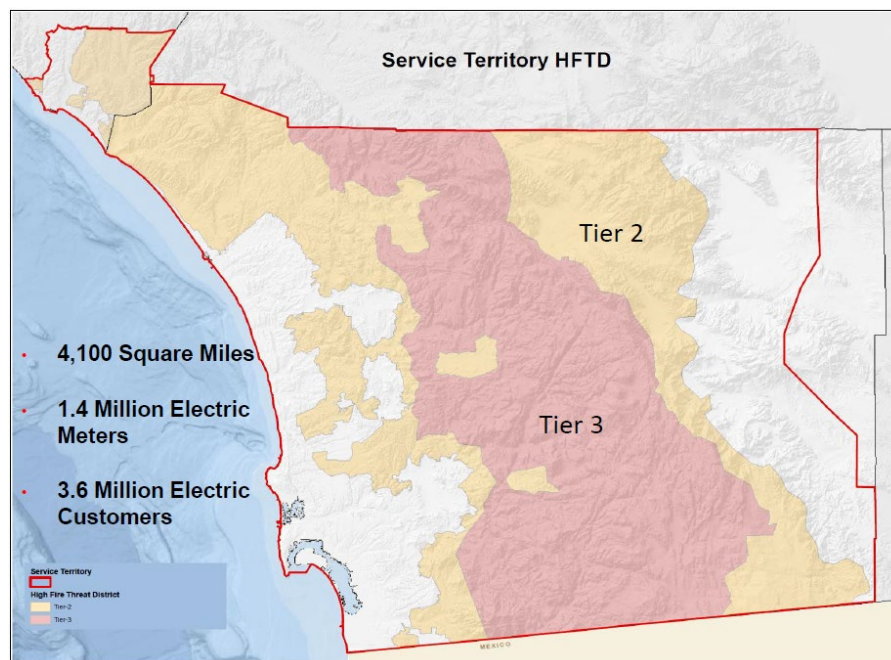 Service Territory HFTD
Tier 2
• 4,100 Square Miles
Tier 3
• 1.4 Million Electric
Meters
• 3.6 Million Electric
Customers
Service Territory
High Fire Threat District
Tier-2
Tier-3
MEXICO